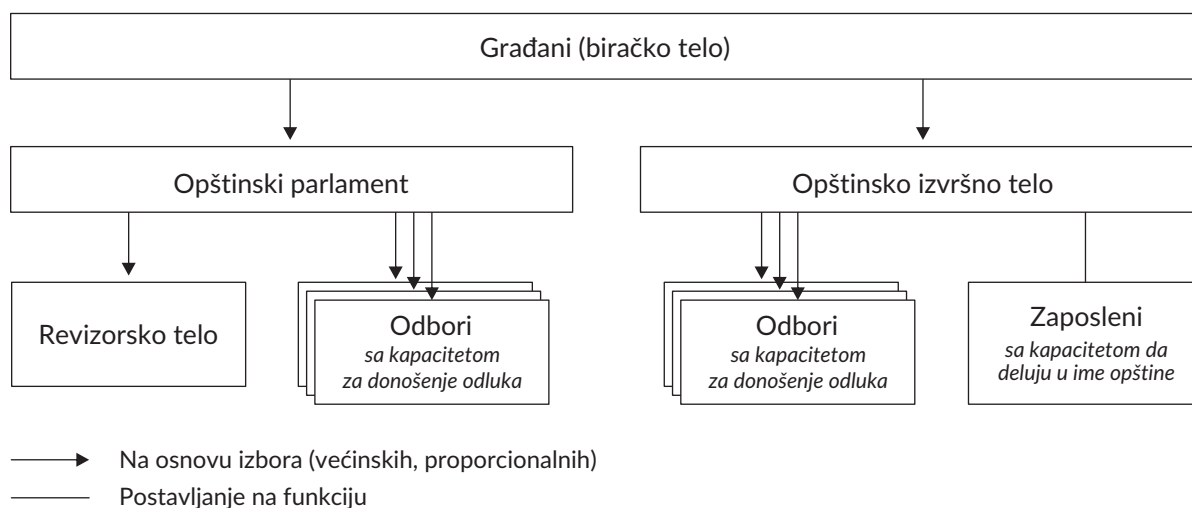 Građani (biračko telo)
Opštinski parlament
Opštinsko izvršno telo
Revizorsko telo
Odbori
sa kapacitetom
za donošenje odluka
Odbori
sa kapacitetom
za donošenje odluka
Zaposleni
sa kapacitetom da
deluju u ime opštine
Na osnovu izbora (većinskih, proporcionalnih)
Postavljanje na funkciju